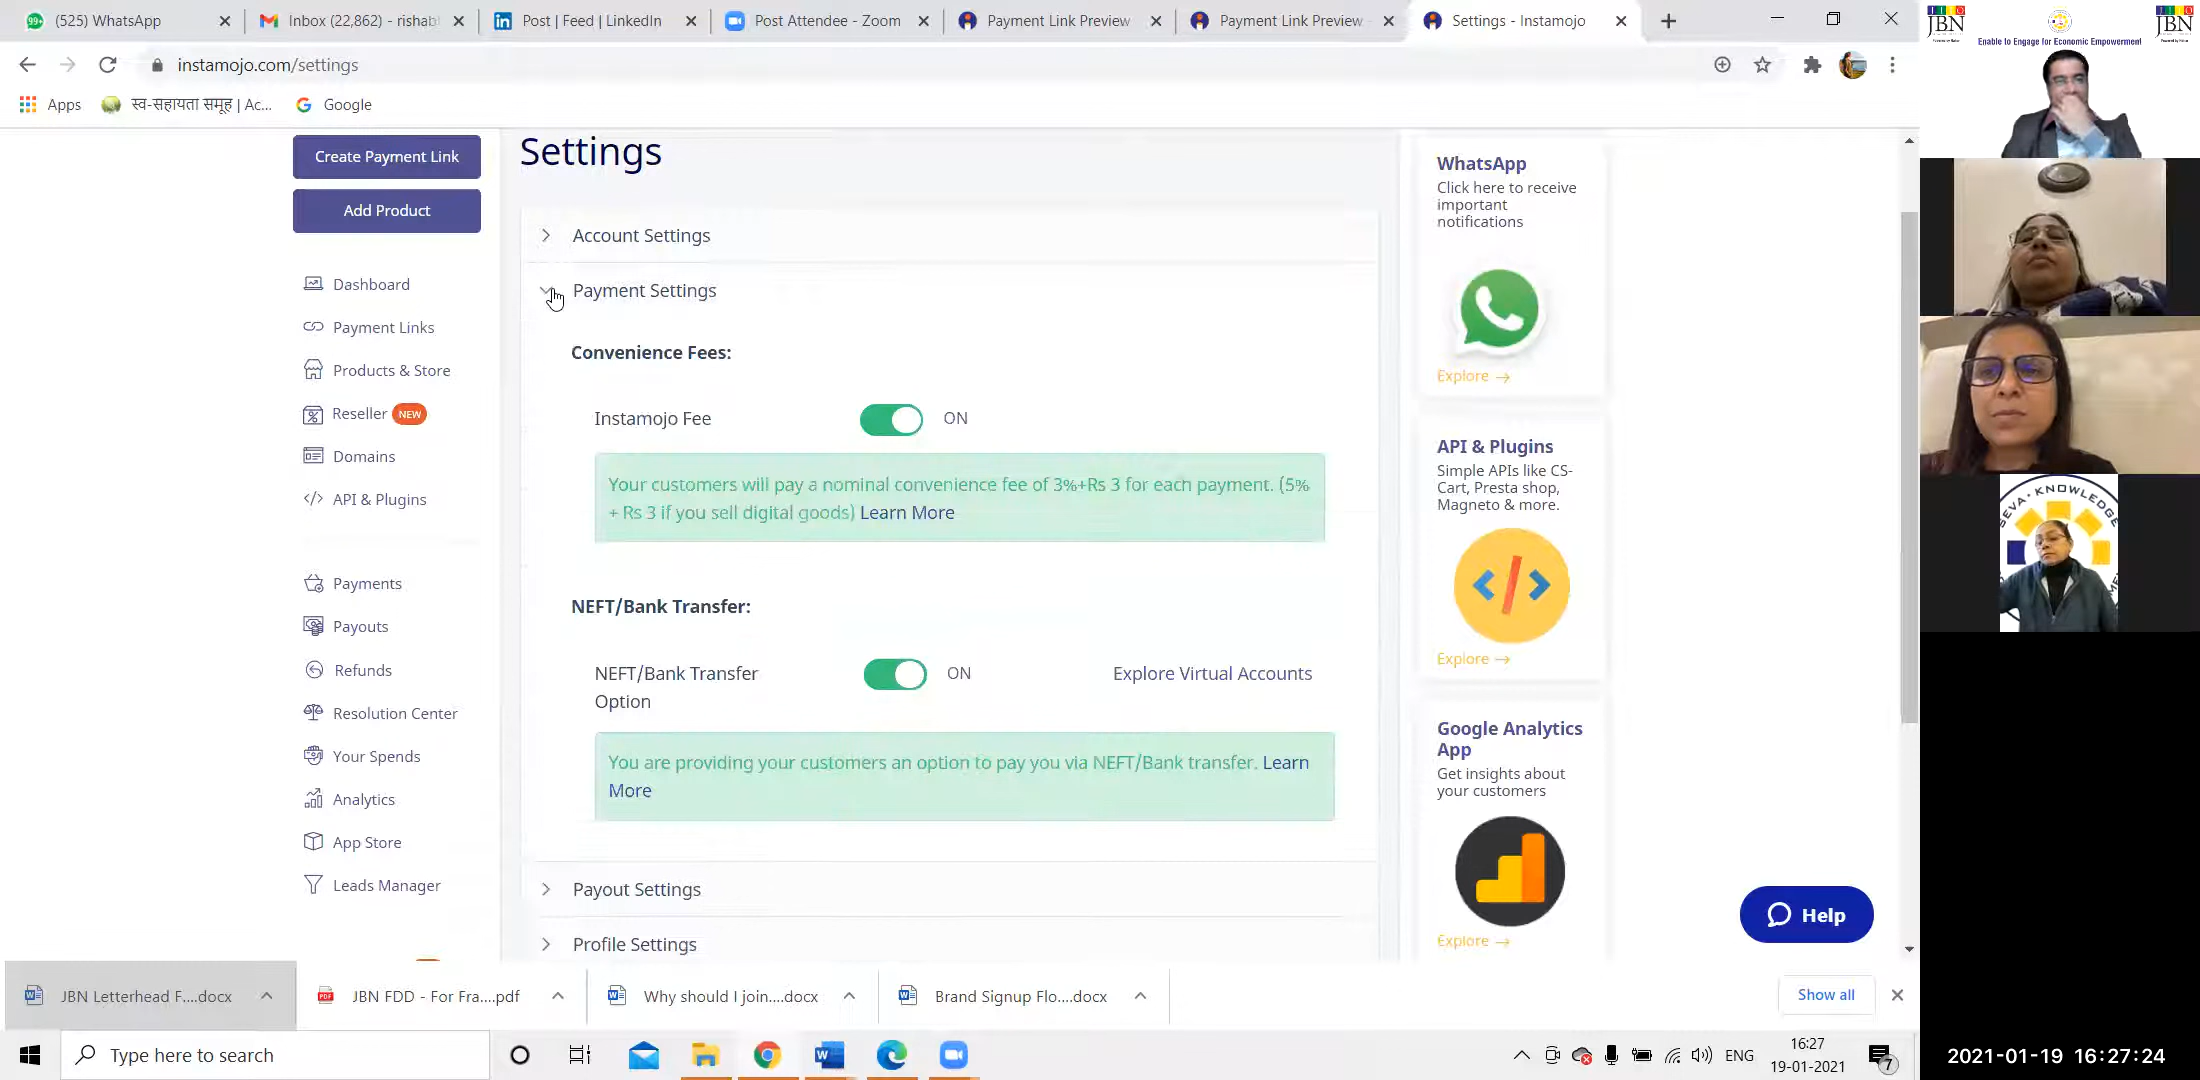 99+ (525) WhatsApp
Inbox (22,862) - rishab
Post | Feed | LinkedIn
Post Attendee - Zoom
Payment Link Preview
Payment Link Preview
Settings - Instamojo
instamojo.com/settings
Apps
स्व-सहायता समूह | Ac...
Google
JBN
Enable to Engage for Economic Empowerment
JBN
Create Payment Link
Add Product
Dashboard
Payment Links
Products & Store
Reseller NEW
Domains
API & Plugins
Payments
Payouts
Refunds
Resolution Center
Your Spends
Analytics
App Store
Leads Manager
Settings
Account Settings
Payment Settings
Convenience Fees:
Instamojo Fee ON
Your customers will pay a nominal convenience fee of 3%+Rs 3 for each payment. (5%
+ Rs 3 if you sell digital goods) Learn More
NEFT/Bank Transfer:
NEFT/Bank Transfer ON Explore Virtual Accounts
Option
You are providing your customers an option to pay you via NEFT/Bank transfer. Learn
More
Payout Settings
Profile Settings
WhatsApp
Click here to receive
important
notifications
Explore →
API & Plugins
Simple APIs like CS-
Cart, Presta shop,
Magneto & more.
Explore →
Google Analytics
App
Get insights about
your customers
Explore →
Help
SEVA • KNOWLEDGE
JBN Letterhead F....docx
PDF JBN FDD - For Fra....pdf
Why should I join....docx
Brand Signup Flo....docx
Show all
Type here to search
ENG
16:27
19-01-2021
7
2021-01-19 16:27:24